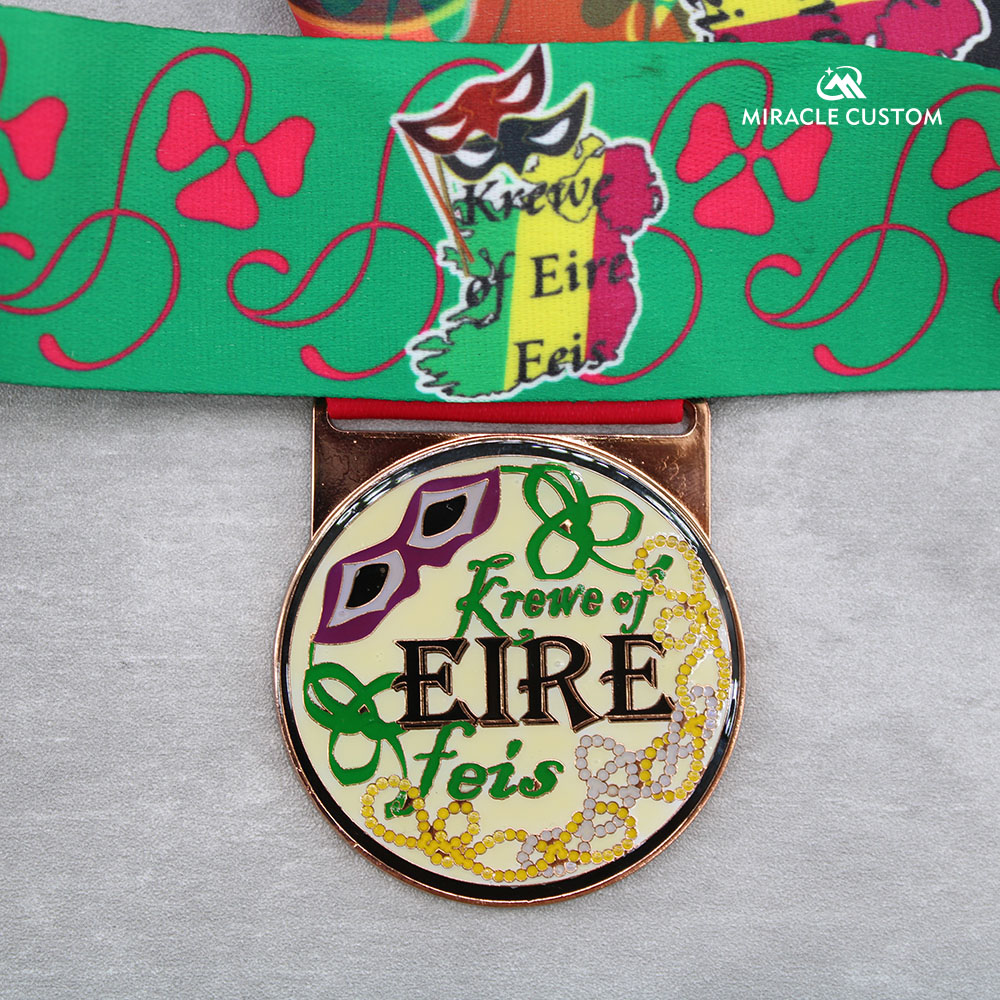 MIRACLE CUSTOM
Krewe
of Eire
Feis
Krewe of
EIRE
feis